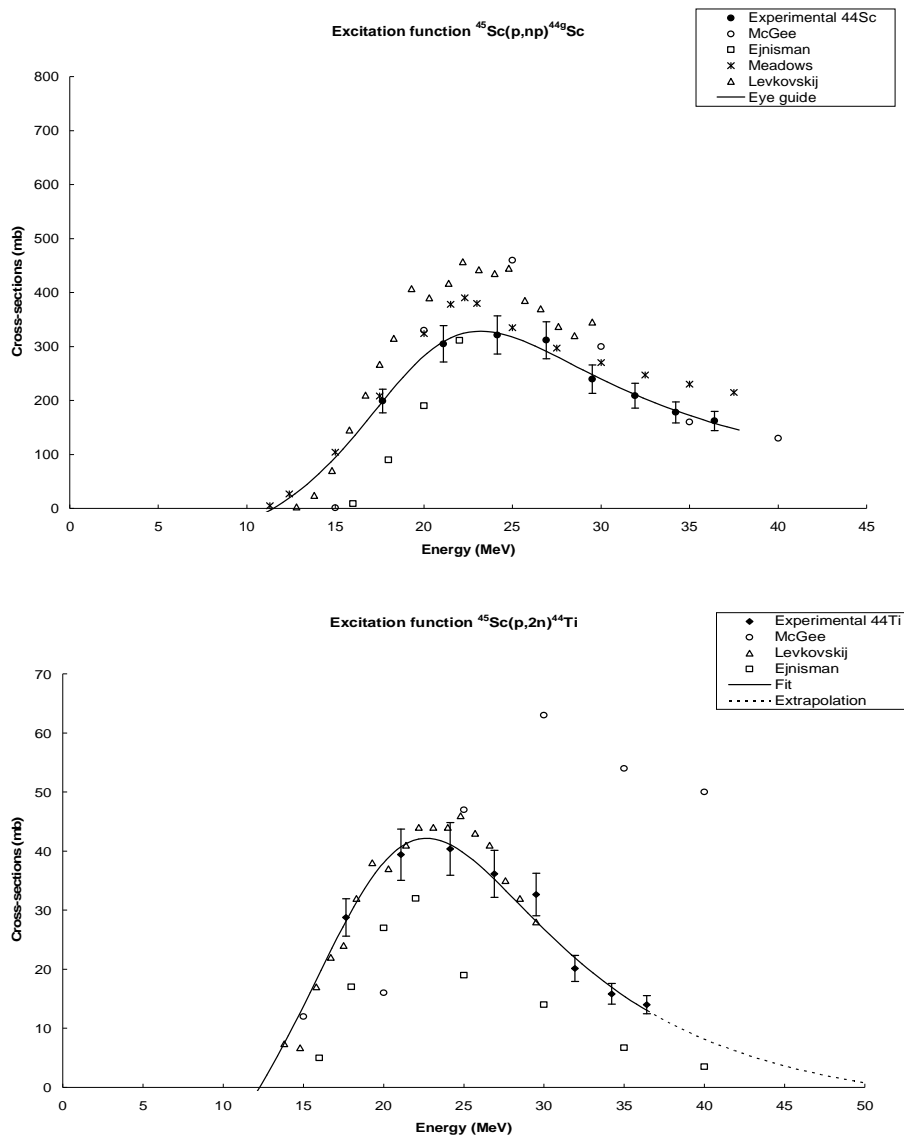 Excitation function ⁴⁵Sc(p,np)⁴⁴ᵍSc
Experimental 44Sc
McGee
Ejnisman
Meadows
Levkovskij
Eye guide
Cross-sections (mb)
800
700
600
500
400
300
200
100
0
0 5 10 15 20 25 30 35 40 45
Energy (MeV)
Excitation function ⁴⁵Sc(p,2n)⁴⁴Ti
Experimental 44Ti
McGee
Levkovskij
Ejnisman
Fit
Extrapolation
Cross-sections (mb)
70
60
50
40
30
20
10
0
0 5 10 15 20 25 30 35 40 45 50
Energy (MeV)